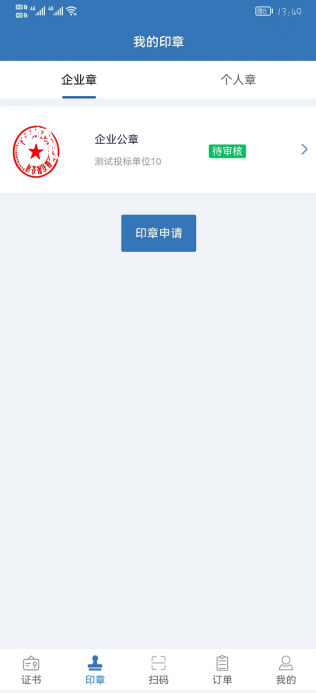 17:40
我的印章
企业章
个人章
企业公章
测试投标单位10
待审核
印章申请
证书
印章
扫码
订单
我的